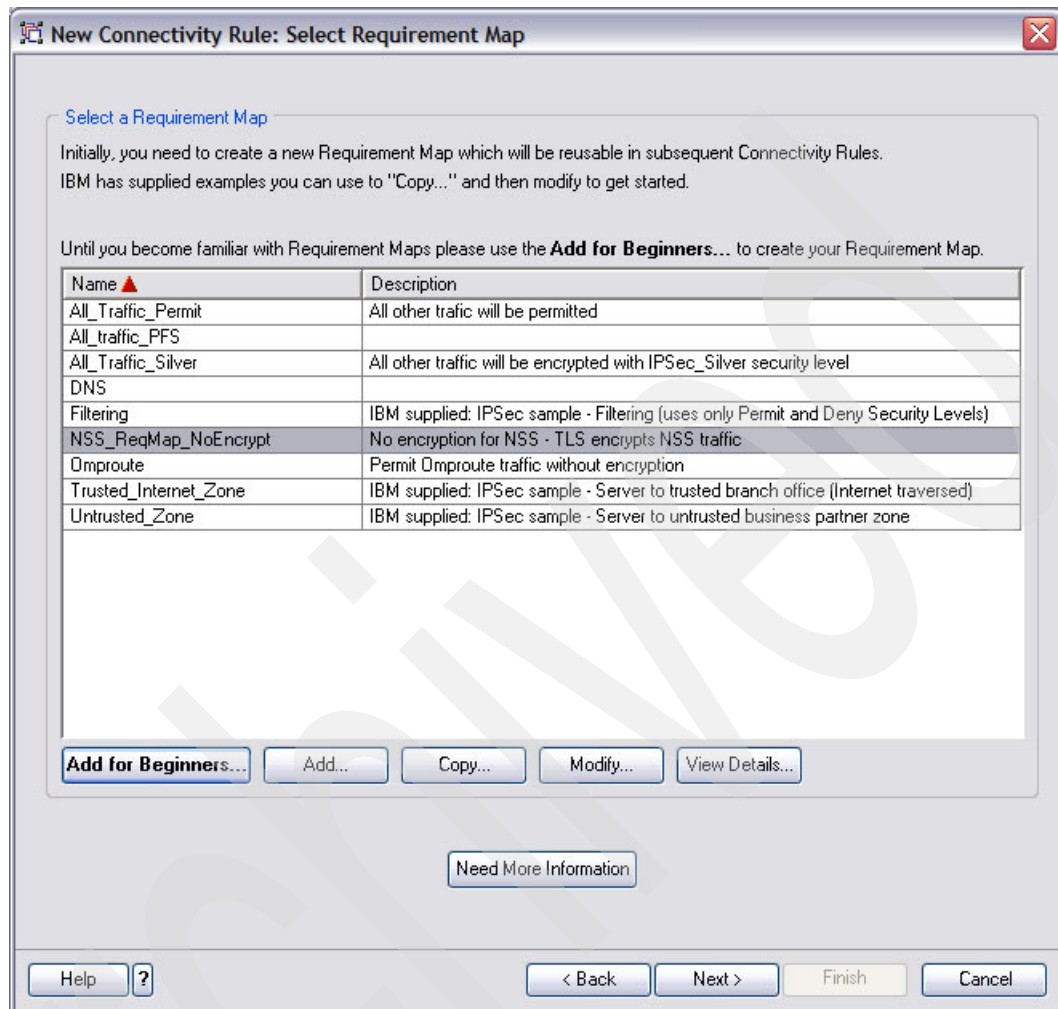 New Connectivity Rule: Select Requirement Map
Select a Requirement Map
Initially, you need to create a new Requirement Map which will be reusable in subsequent Connectivity Rules.
IBM has supplied examples you can use to "Copy..." and then modify to get started.
Until you become familiar with Requirement Maps please use the Add for Beginners... to create your Requirement Map.
Name Description
All_Traffic_Permit All other trafic will be permitted
All_traffic_PFS
All_Traffic_Silver All other traffic will be encrypted with IPSec_Silver security level
DNS
Filtering IBM supplied: IPSec sample - Filtering (uses only Permit and Deny Security Levels)
NSS_ReqMap_NoEncrypt No encryption for NSS - TLS encrypts NSS traffic
Omproute Permit Omproute traffic without encryption
Trusted_Internet_Zone IBM supplied: IPSec sample - Server to trusted branch office (Internet traversed)
Untrusted_Zone IBM supplied: IPSec sample - Server to untrusted business partner zone
Add for Beginners... Add... Copy... Modify... View Details...
Need More Information
Help ? < Back Next > Finish Cancel